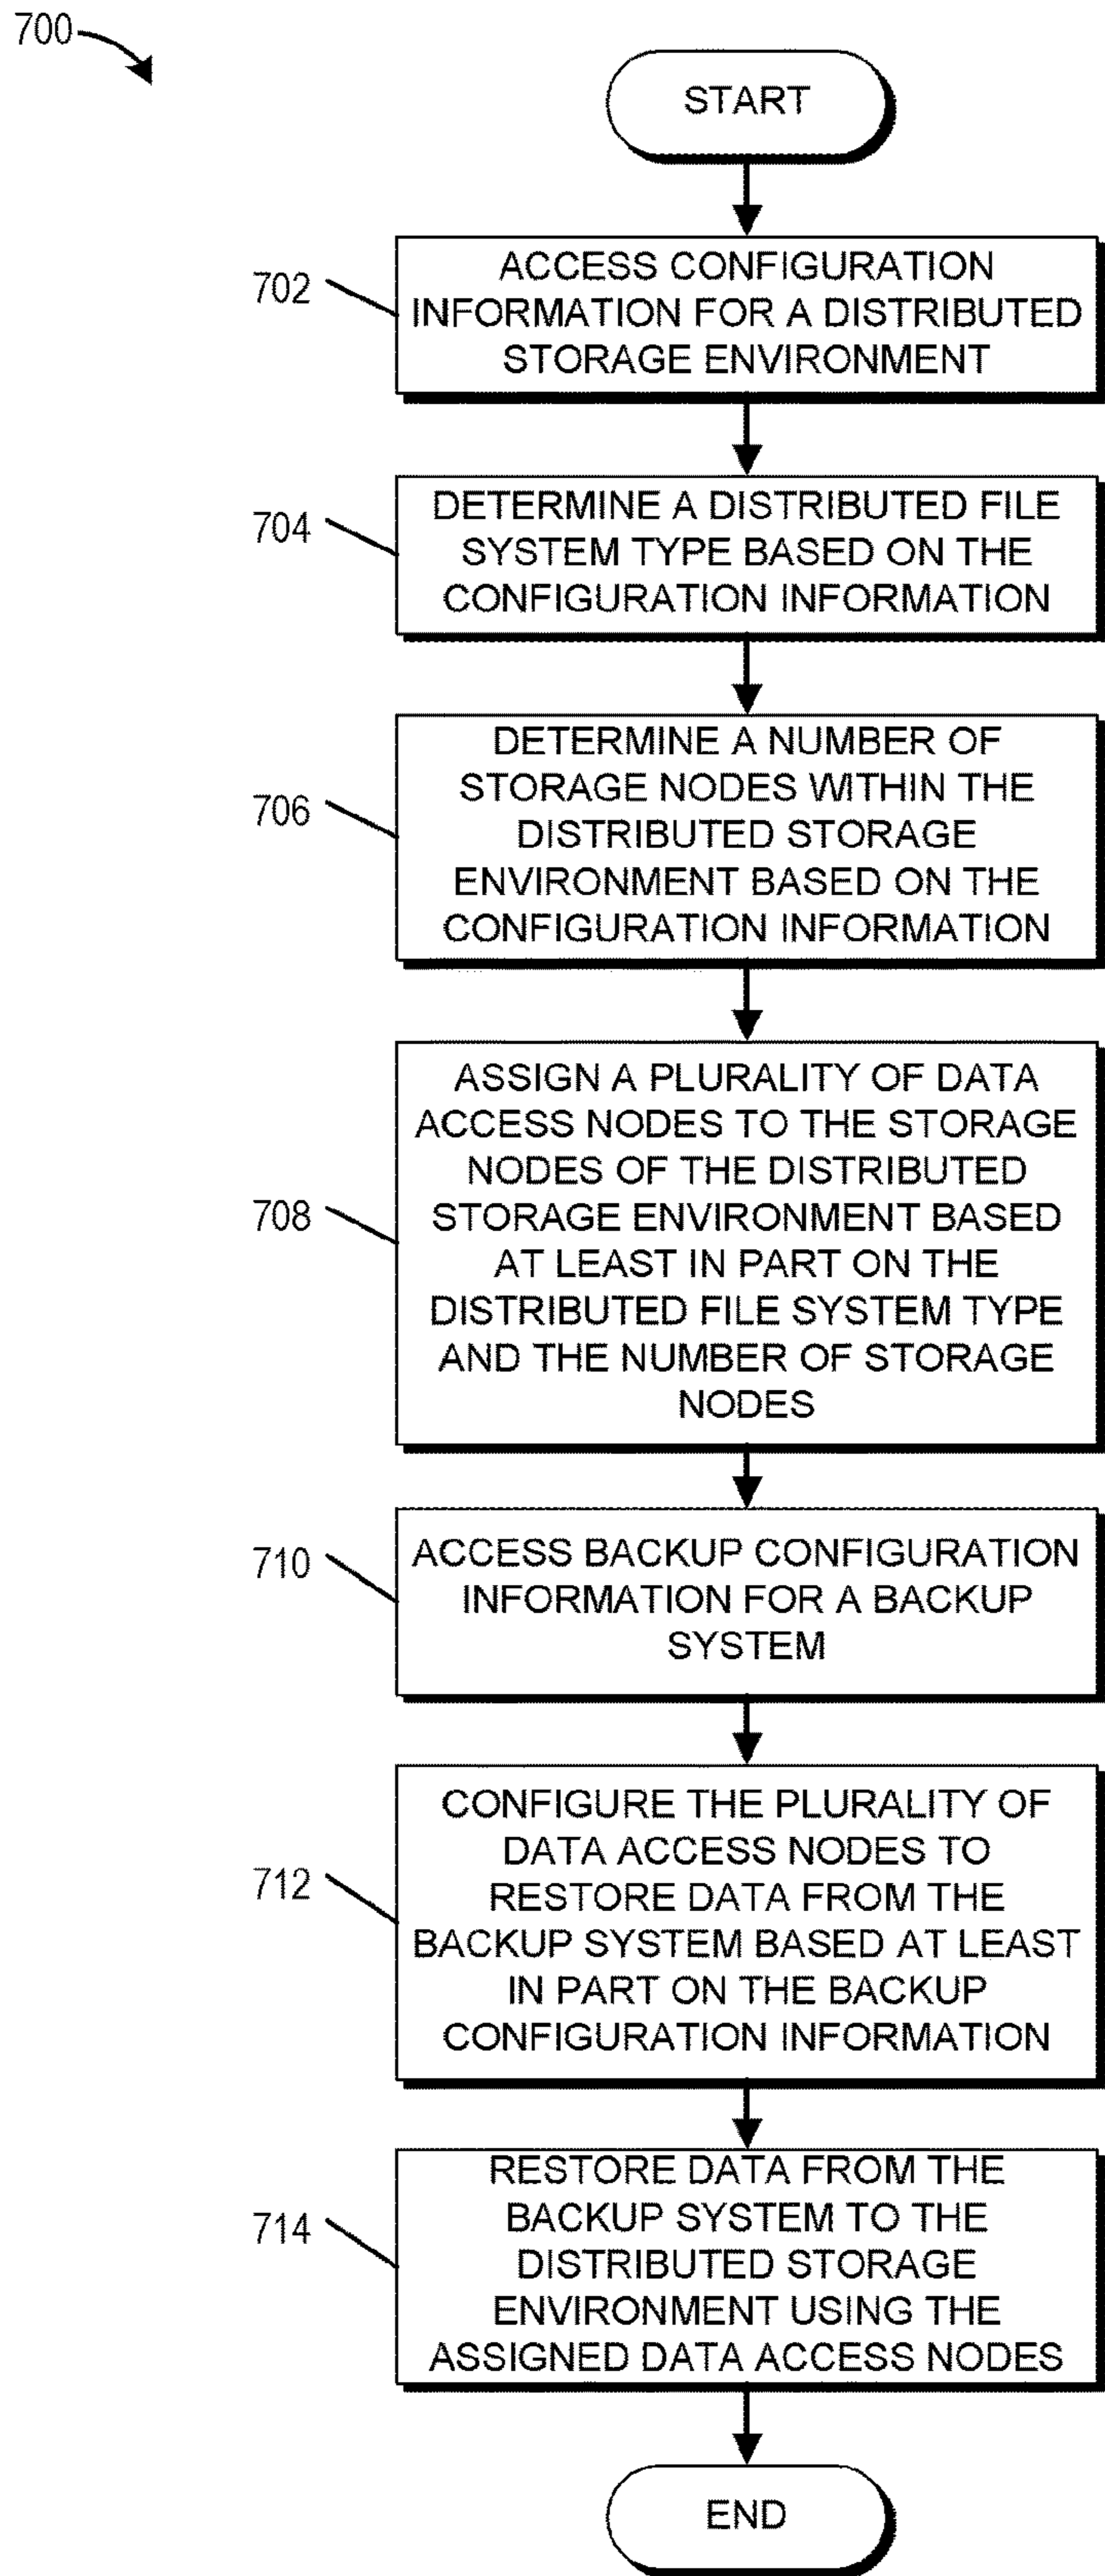 700
START
702
ACCESS CONFIGURATION
INFORMATION FOR A DISTRIBUTED
STORAGE ENVIRONMENT
704
DETERMINE A DISTRIBUTED FILE
SYSTEM TYPE BASED ON THE
CONFIGURATION INFORMATION
706
DETERMINE A NUMBER OF
STORAGE NODES WITHIN THE
DISTRIBUTED STORAGE
ENVIRONMENT BASED ON THE
CONFIGURATION INFORMATION
708
ASSIGN A PLURALITY OF DATA
ACCESS NODES TO THE STORAGE
NODES OF THE DISTRIBUTED
STORAGE ENVIRONMENT BASED
AT LEAST IN PART ON THE
DISTRIBUTED FILE SYSTEM TYPE
AND THE NUMBER OF STORAGE
NODES
710
ACCESS BACKUP CONFIGURATION
INFORMATION FOR A BACKUP
SYSTEM
712
CONFIGURE THE PLURALITY OF
DATA ACCESS NODES TO
RESTORE DATA FROM THE
BACKUP SYSTEM BASED AT LEAST
IN PART ON THE BACKUP
CONFIGURATION INFORMATION
714
RESTORE DATA FROM THE
BACKUP SYSTEM TO THE
DISTRIBUTED STORAGE
ENVIRONMENT USING THE
ASSIGNED DATA ACCESS NODES
END